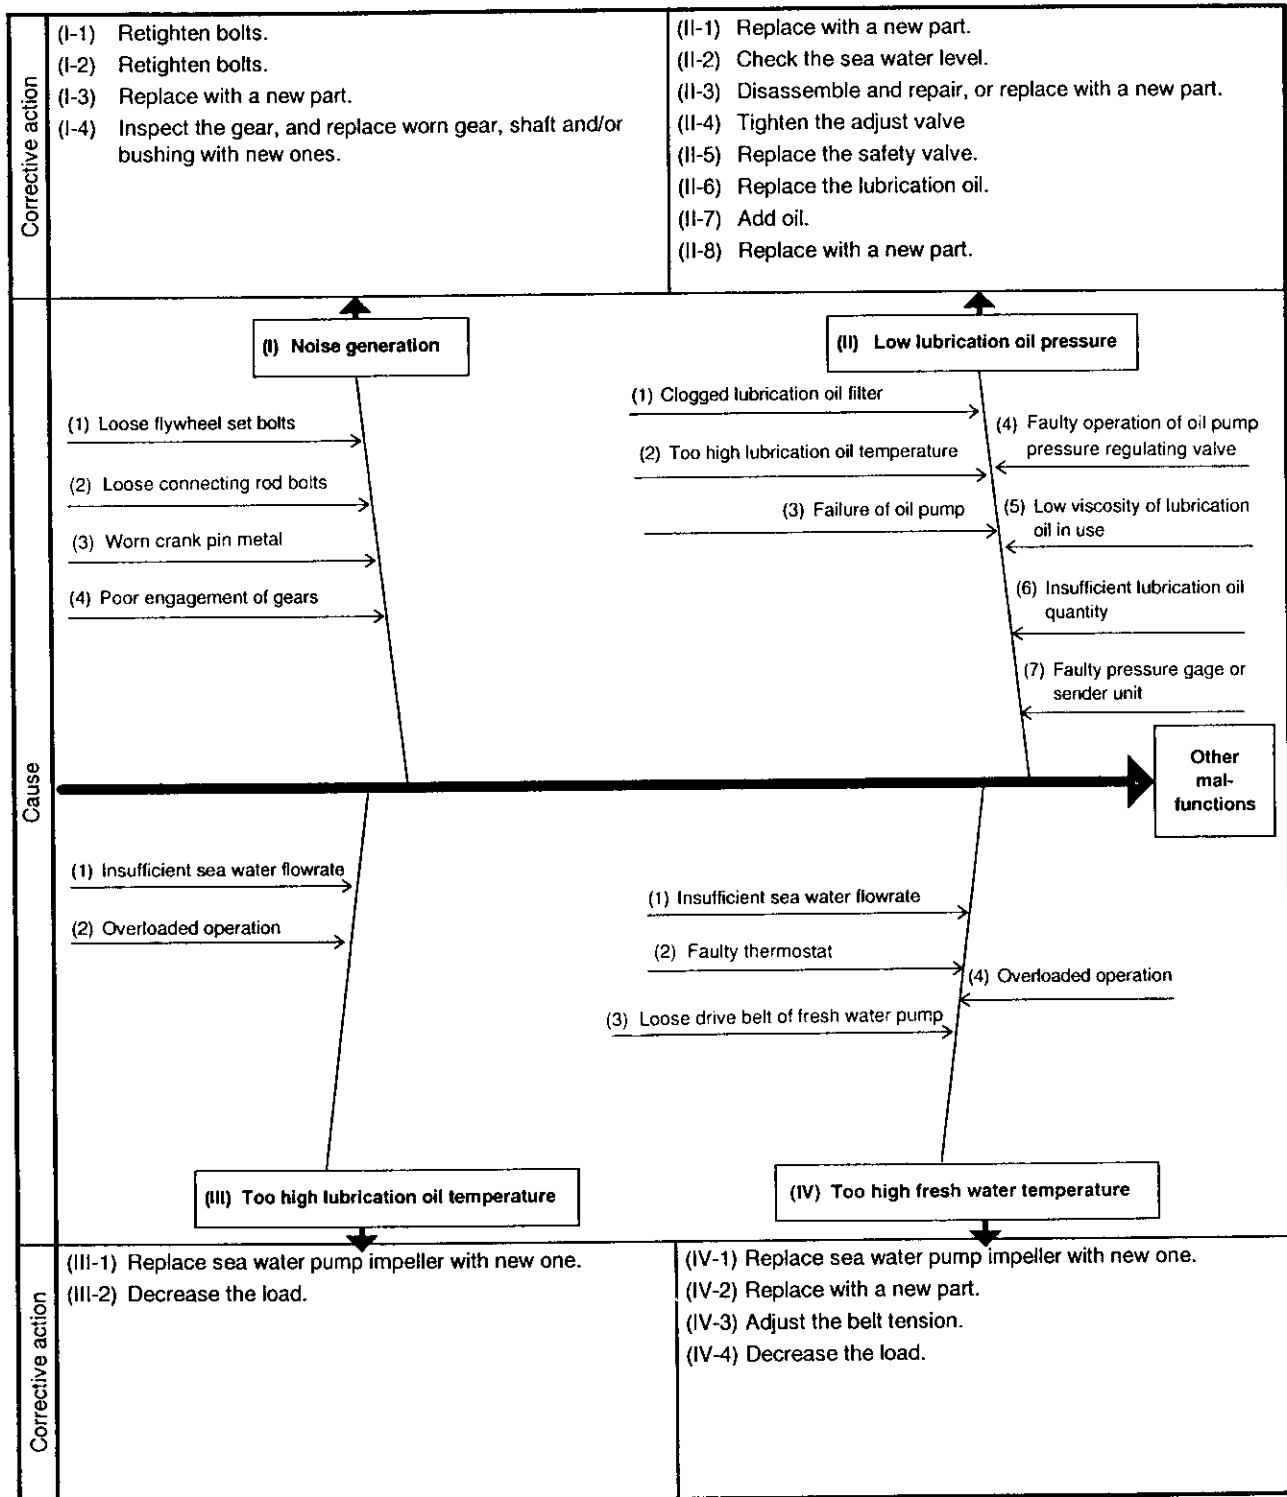 Corrective action
(I-1) Retighten bolts.
(I-2) Retighten bolts.
(I-3) Replace with a new part.
(I-4) Inspect the gear, and replace worn gear, shaft and/or
bushing with new ones.
(II-1) Replace with a new part.
(II-2) Check the sea water level.
(II-3) Disassemble and repair, or replace with a new part.
(II-4) Tighten the adjust valve
(II-5) Replace the safety valve.
(II-6) Replace the lubrication oil.
(II-7) Add oil.
(II-8) Replace with a new part.
Cause
(I) Noise generation
(1) Loose flywheel set bolts
(2) Loose connecting rod bolts
(3) Worn crank pin metal
(4) Poor engagement of gears
(II) Low lubrication oil pressure
(1) Clogged lubrication oil filter
(2) Too high lubrication oil temperature
(3) Failure of oil pump
(4) Faulty operation of oil pump
pressure regulating valve
(5) Low viscosity of lubrication
oil in use
(6) Insufficient lubrication oil
quantity
(7) Faulty pressure gage or
sender unit
Other
mal-
functions
(1) Insufficient sea water flowrate
(2) Overloaded operation
(III) Too high lubrication oil temperature
(1) Insufficient sea water flowrate
(2) Faulty thermostat
(3) Loose drive belt of fresh water pump
(4) Overloaded operation
(IV) Too high fresh water temperature
Corrective action
(III-1) Replace sea water pump impeller with new one.
(III-2) Decrease the load.
(IV-1) Replace sea water pump impeller with new one.
(IV-2) Replace with a new part.
(IV-3) Adjust the belt tension.
(IV-4) Decrease the load.